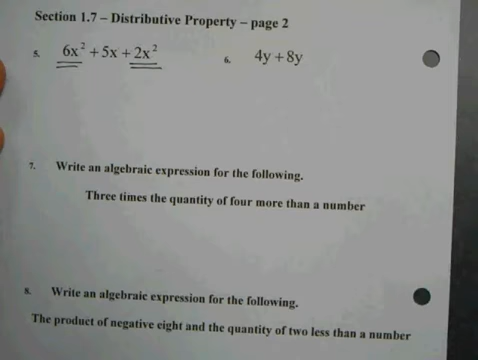 Section 1.7 – Distributive Property – page 2
5. 6x² + 5x + 2x² 6. 4y + 8y
7. Write an algebraic expression for the following.
Three times the quantity of four more than a number
8. Write an algebraic expression for the following.
The product of negative eight and the quantity of two less than a number